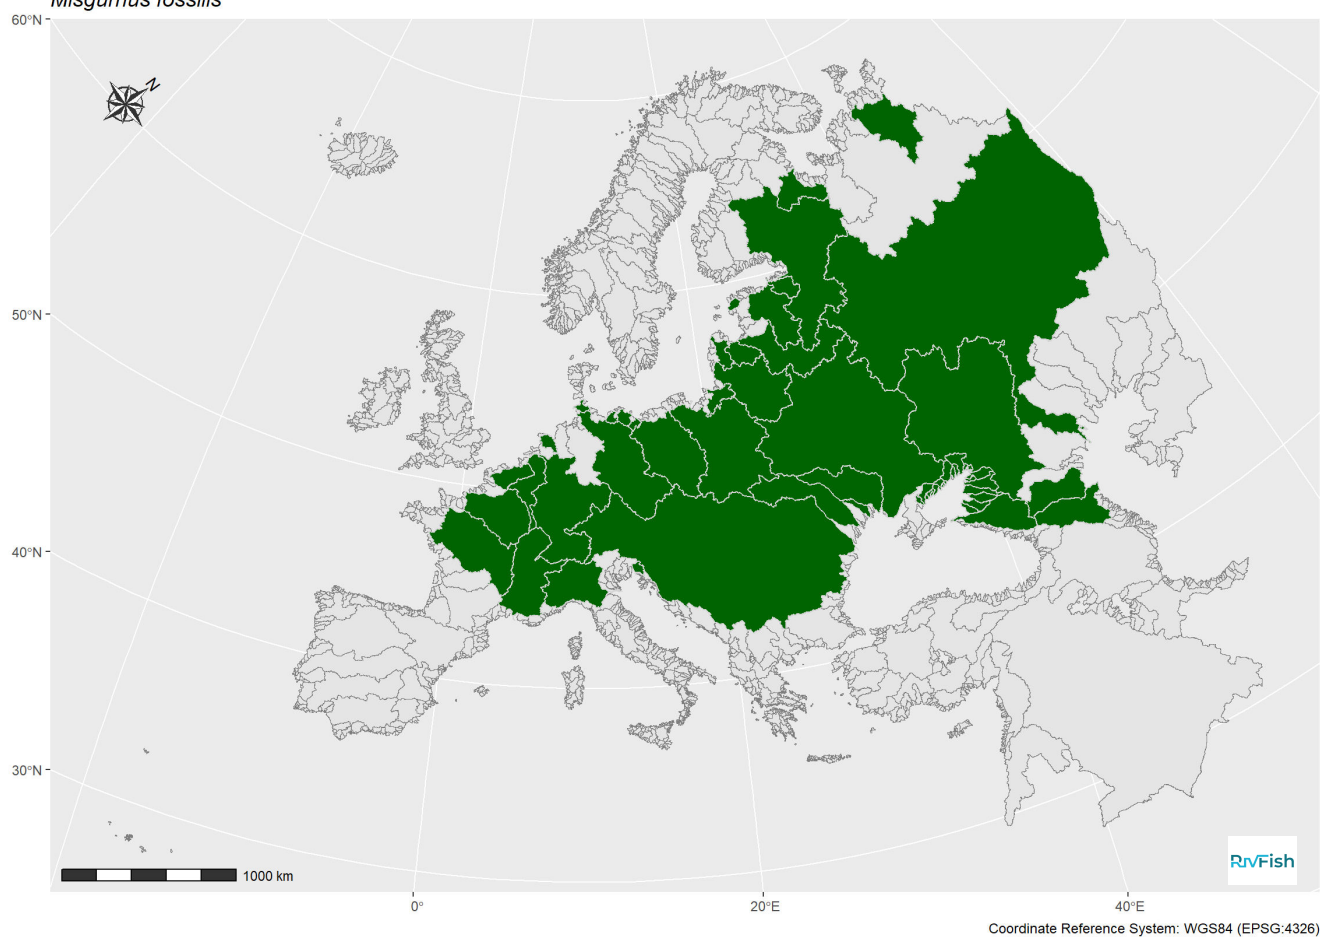 Misgurnus fossilis
60°N
N
50°N
40°N
30°N
1000 km
RivFish
0°
20°E
40°E
Coordinate Reference System: WGS84 (EPSG:4326)